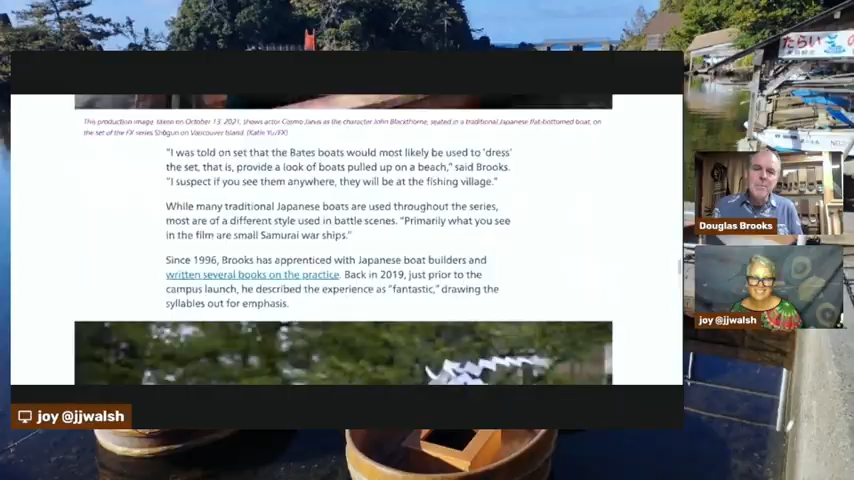 This production image, taken on October 13, 2021, shows actor Cosmo Jarvis as the character John Blackthorne, seated in a traditional Japanese flat-bottomed boat, on
the set of the FX series Shōgun on Vancouver Island. (Katie Yu/FX)
"I was told on set that the Bates boats would most likely be used to 'dress'
the set, that is, provide a look of boats pulled up on a beach," said Brooks.
"I suspect if you see them anywhere, they will be at the fishing village."
While many traditional Japanese boats are used throughout the series,
most are of a different style used in battle scenes. "Primarily what you see
in the film are small Samurai war ships."
Since 1996, Brooks has apprenticed with Japanese boat builders and
written several books on the practice. Back in 2019, just prior to the
campus launch, he described the experience as "fantastic," drawing the
syllables out for emphasis.
joy @jjwalsh
たらい
Douglas Brooks
joy @jjwalsh